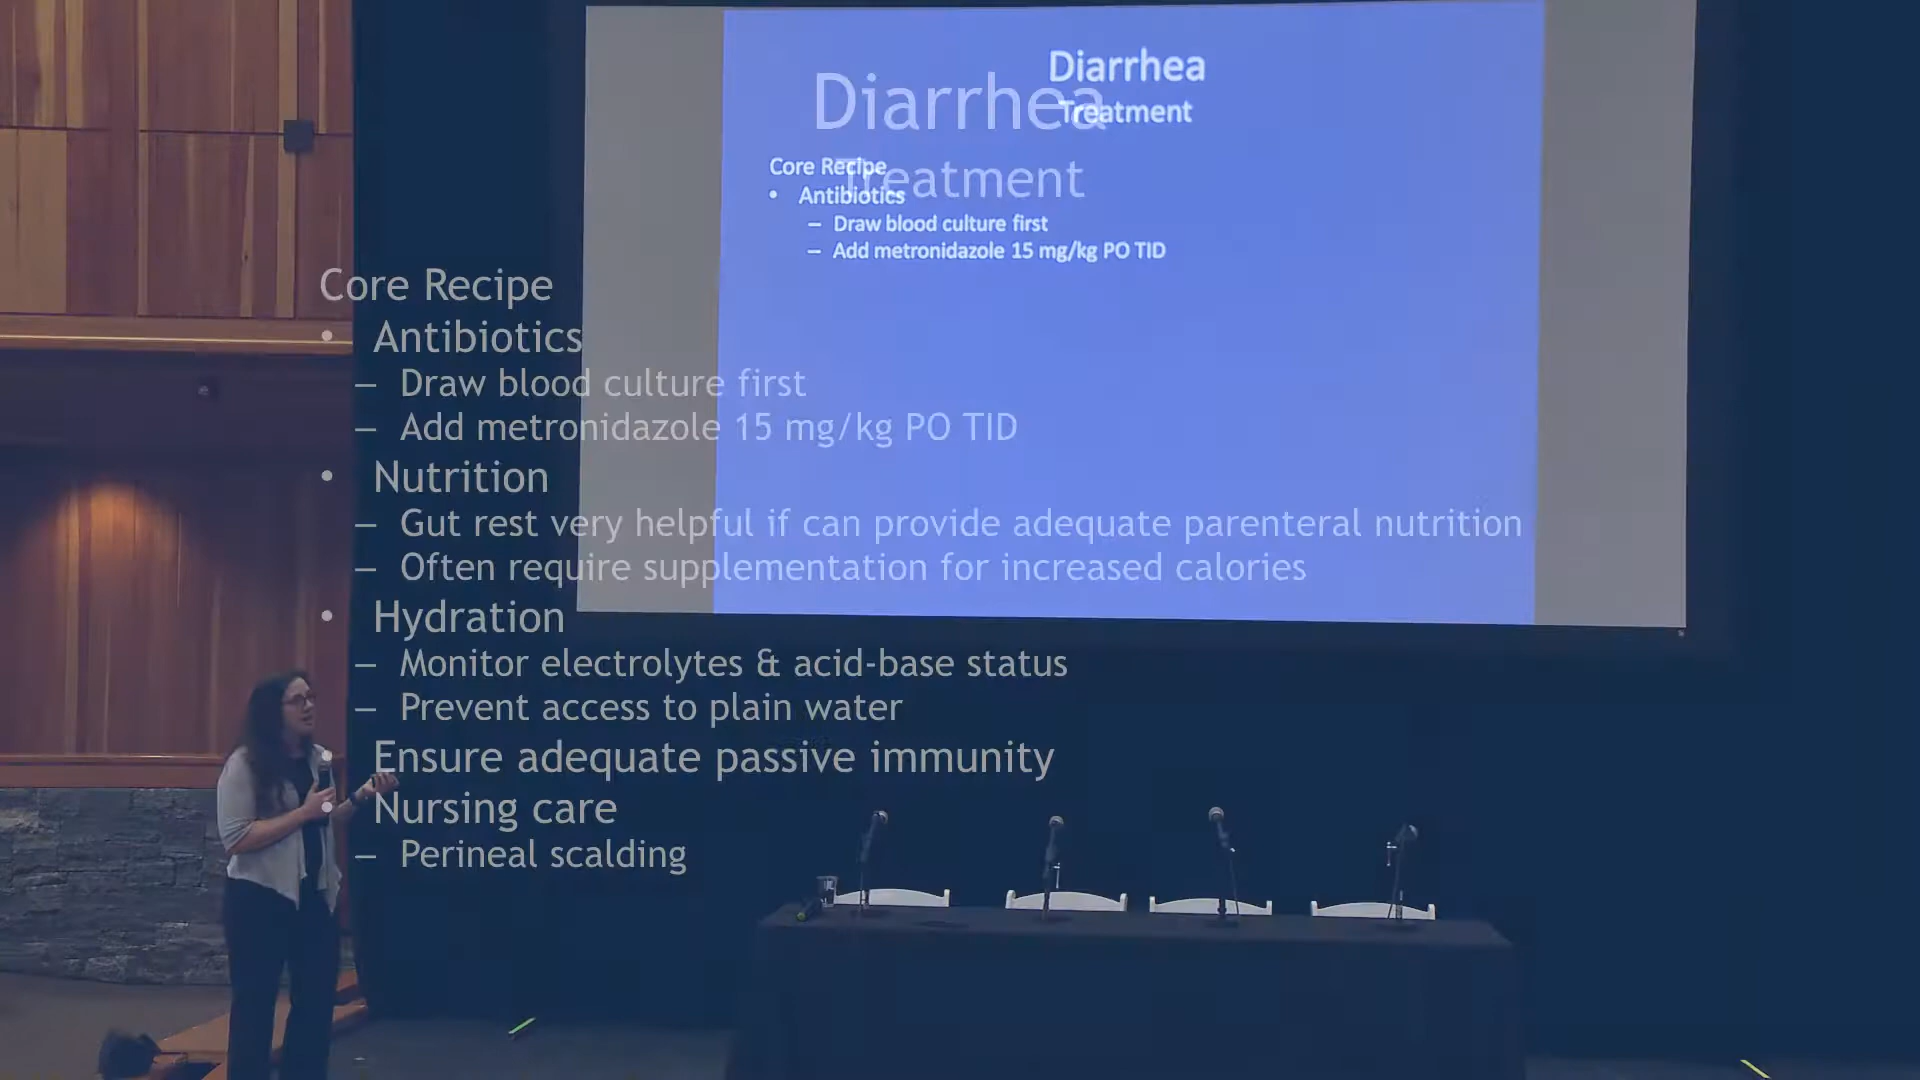 Diarrhea
Treatment
Core Recipe
• Antibiotics
– Draw blood culture first
– Add metronidazole 15 mg/kg PO TID
Diarrhea
Treatment
Core Recipe
• Antibiotics
– Draw blood culture first
– Add metronidazole 15 mg/kg PO TID
• Nutrition
– Gut rest very helpful if can provide adequate parenteral nutrition
– Often require supplementation for increased calories
• Hydration
– Monitor electrolytes & acid-base status
– Prevent access to plain water
• Ensure adequate passive immunity
• Nursing care
– Perineal scalding